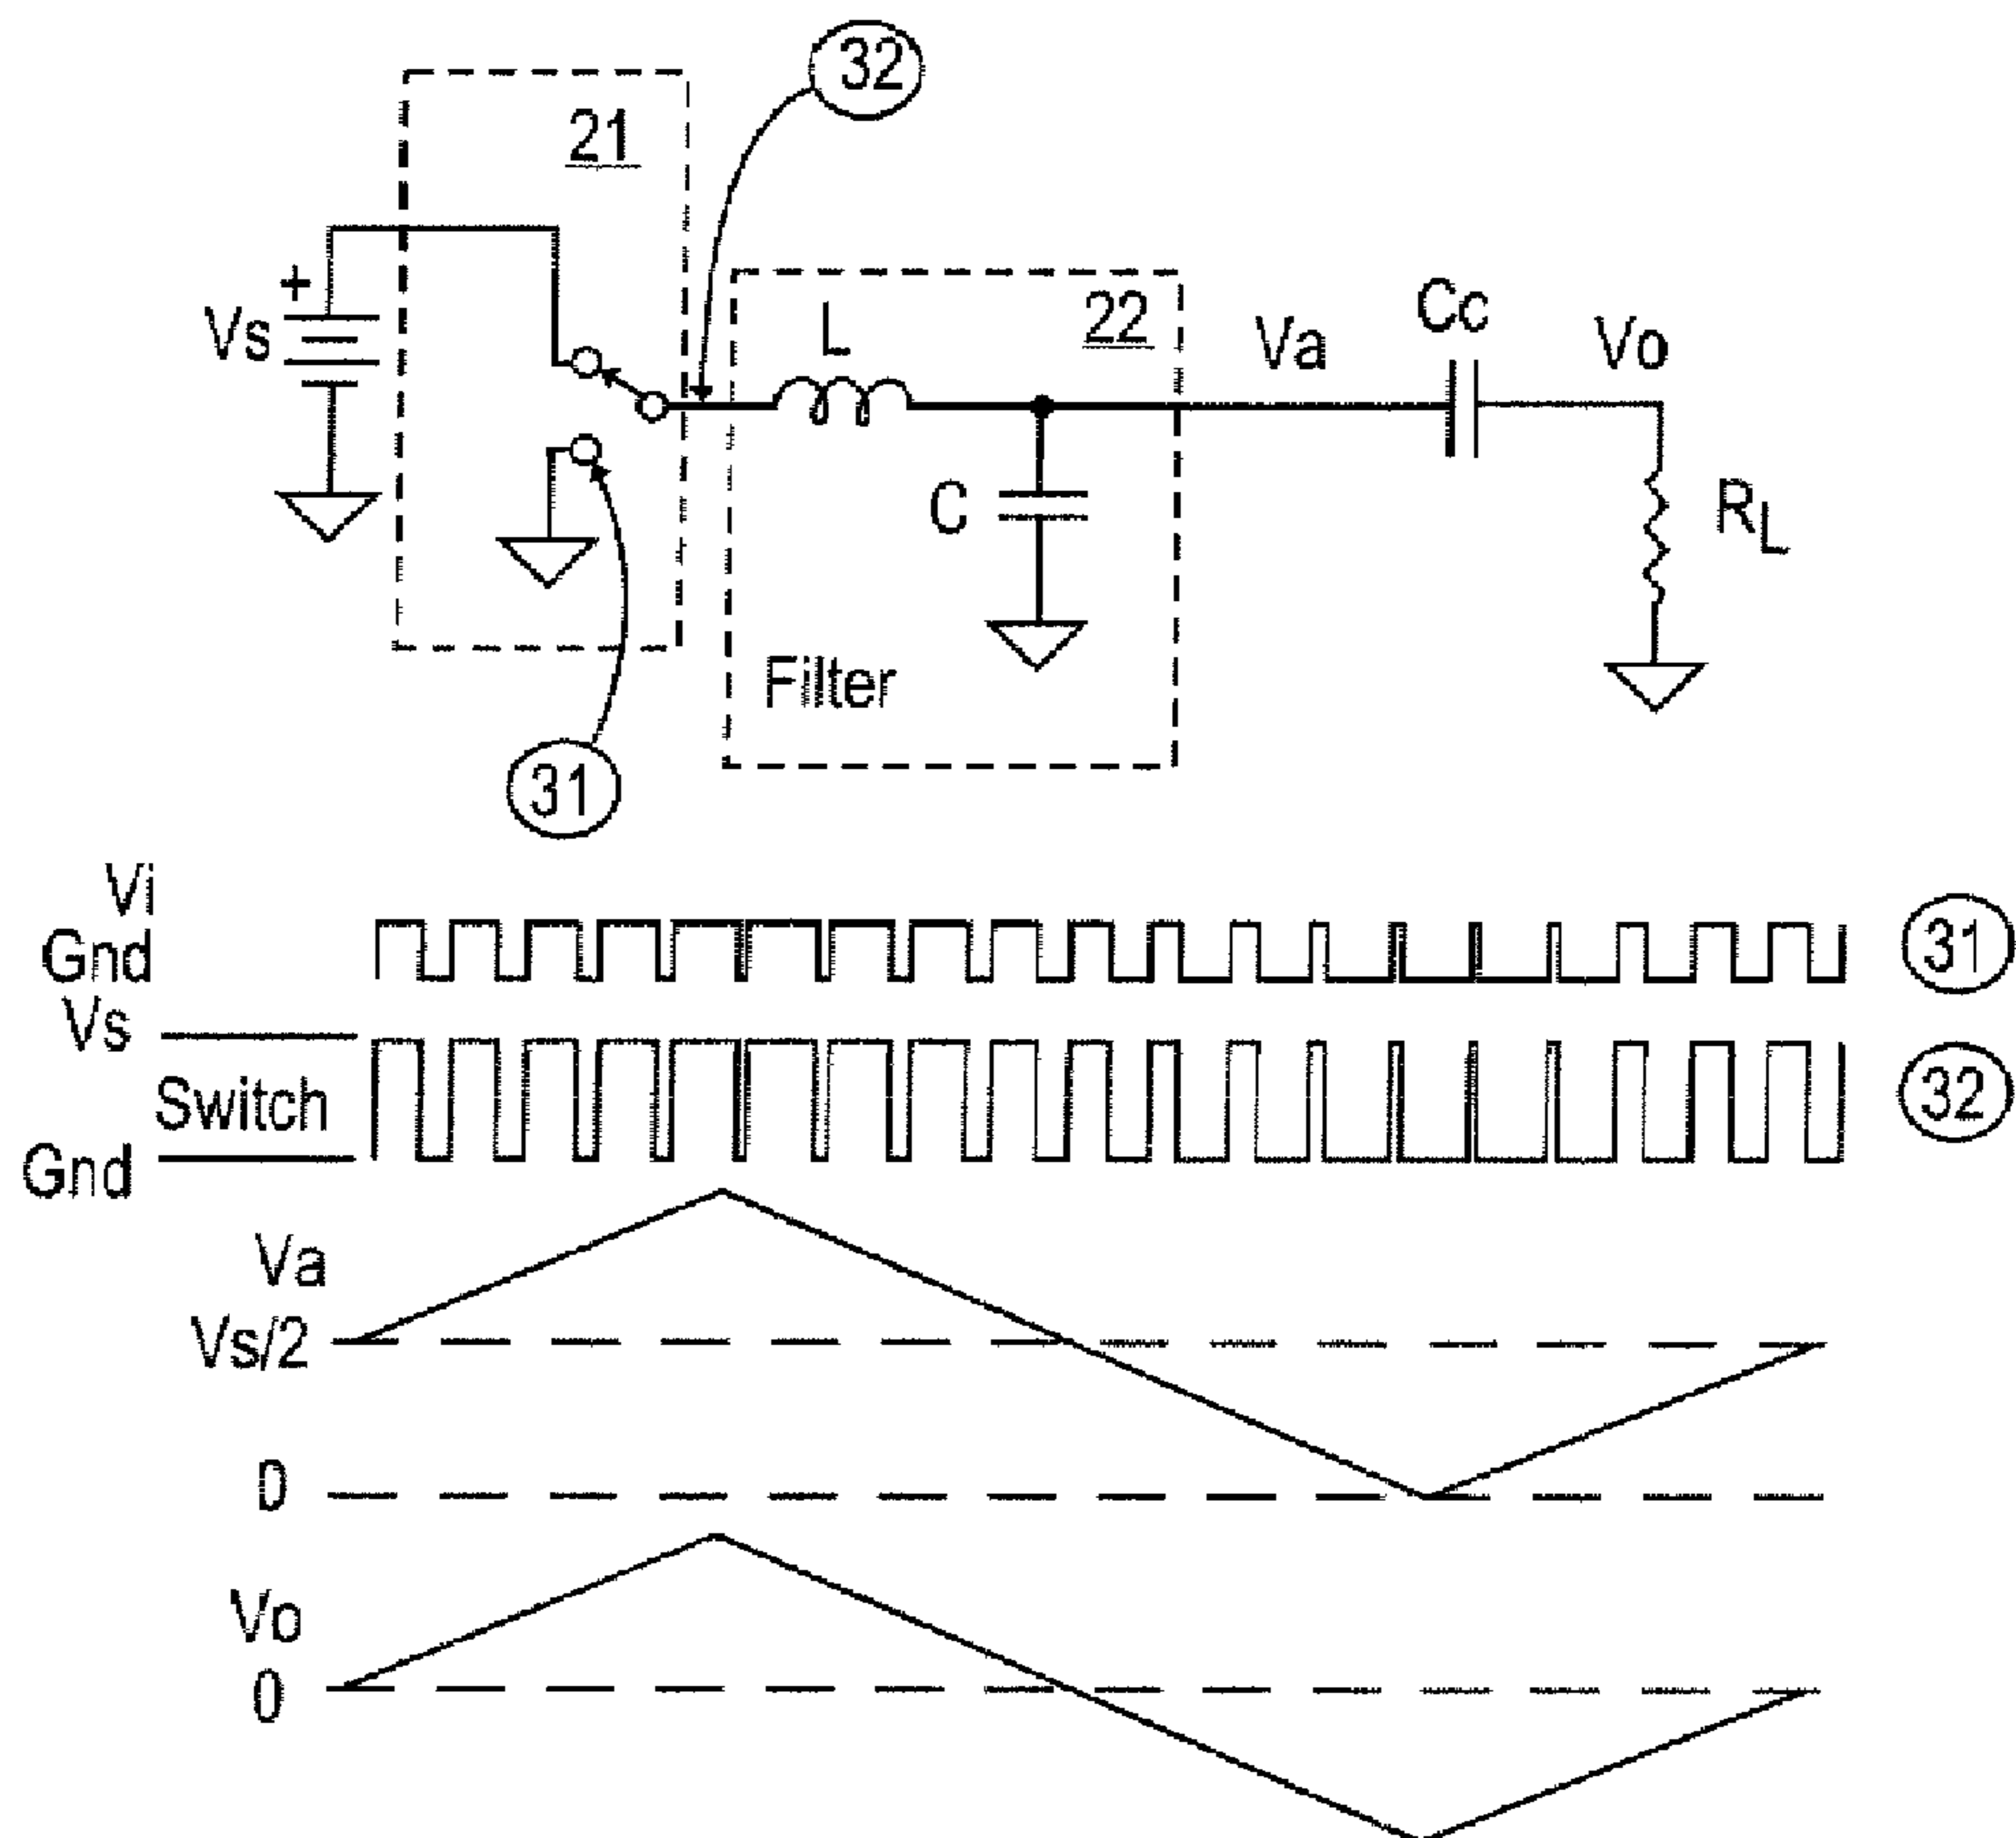 32
21
Vs
+
L
22
Va
Cc
Vo
C
RL
Filter
31
Vi
Gnd
31
Vs
Switch
32
Gnd
Va
Vs/2
0
Vo
0